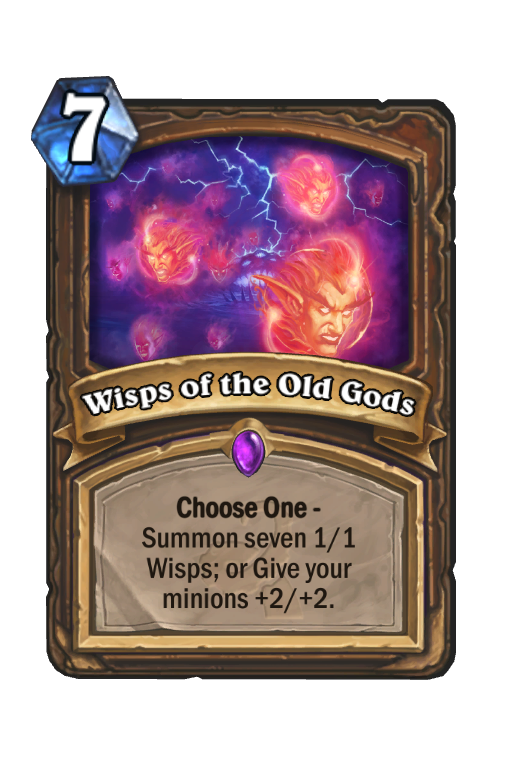 7
Wisps of the Old Gods
Choose One -
Summon seven 1/1
Wisps; or Give your
minions +2/+2.